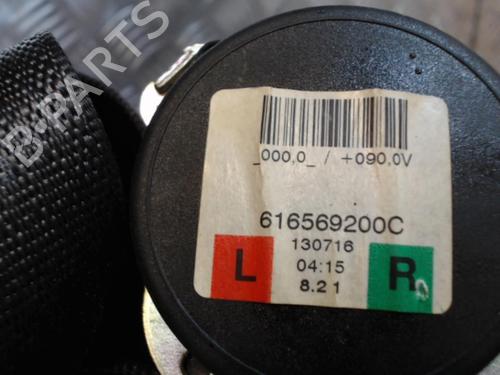 B-PARTS
_000,0_ / +090,0V
616569200C
130716
L
04:15
R
8.21